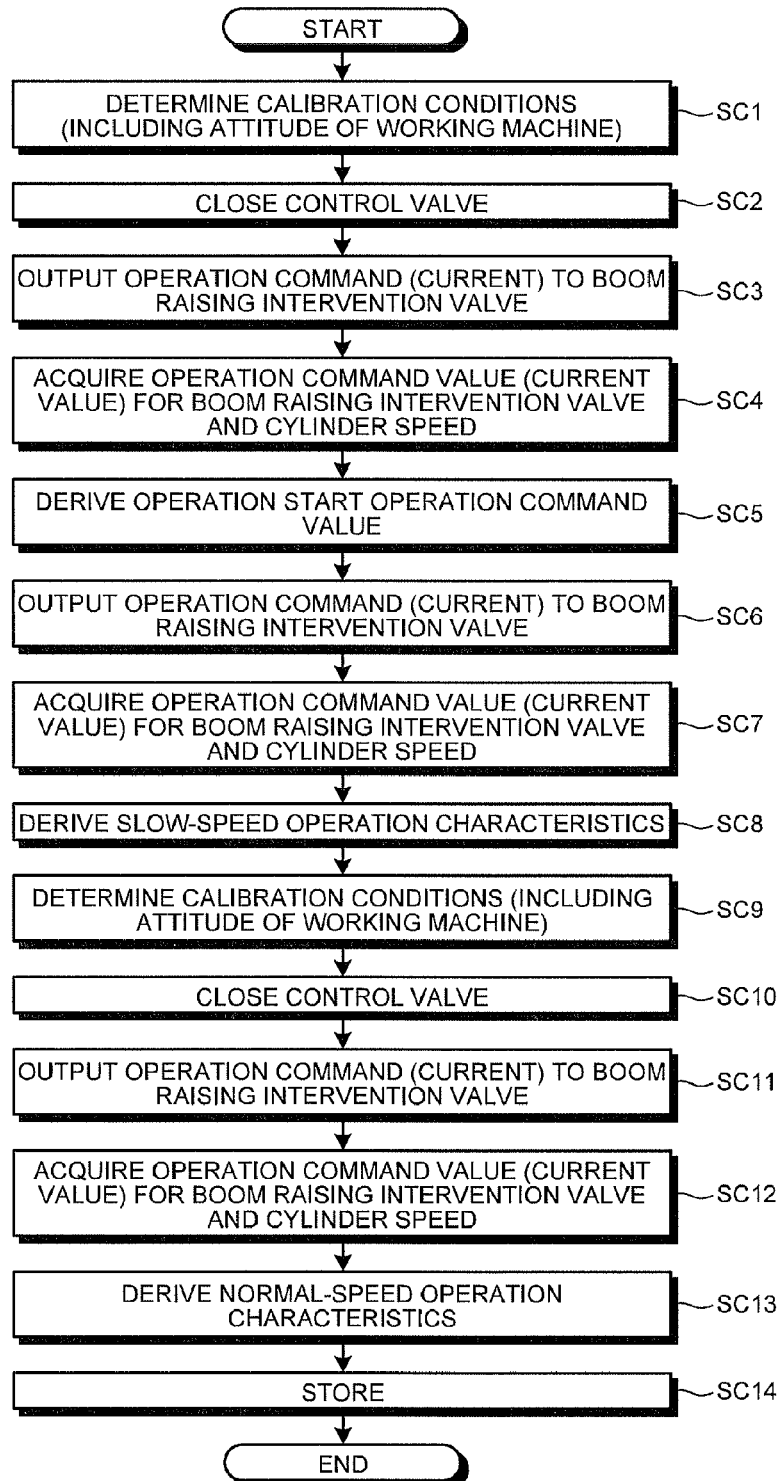 START
DETERMINE CALIBRATION CONDITIONS
(INCLUDING ATTITUDE OF WORKING MACHINE)
SC1
CLOSE CONTROL VALVE
SC2
OUTPUT OPERATION COMMAND (CURRENT) TO BOOM
RAISING INTERVENTION VALVE
SC3
ACQUIRE OPERATION COMMAND VALUE (CURRENT
VALUE) FOR BOOM RAISING INTERVENTION VALVE
AND CYLINDER SPEED
SC4
DERIVE OPERATION START OPERATION COMMAND
VALUE
SC5
OUTPUT OPERATION COMMAND (CURRENT) TO BOOM
RAISING INTERVENTION VALVE
SC6
ACQUIRE OPERATION COMMAND VALUE (CURRENT
VALUE) FOR BOOM RAISING INTERVENTION VALVE
AND CYLINDER SPEED
SC7
DERIVE SLOW-SPEED OPERATION CHARACTERISTICS
SC8
DETERMINE CALIBRATION CONDITIONS (INCLUDING
ATTITUDE OF WORKING MACHINE)
SC9
CLOSE CONTROL VALVE
SC10
OUTPUT OPERATION COMMAND (CURRENT) TO BOOM
RAISING INTERVENTION VALVE
SC11
ACQUIRE OPERATION COMMAND VALUE (CURRENT
VALUE) FOR BOOM RAISING INTERVENTION VALVE
AND CYLINDER SPEED
SC12
DERIVE NORMAL-SPEED OPERATION
CHARACTERISTICS
SC13
STORE
SC14
END